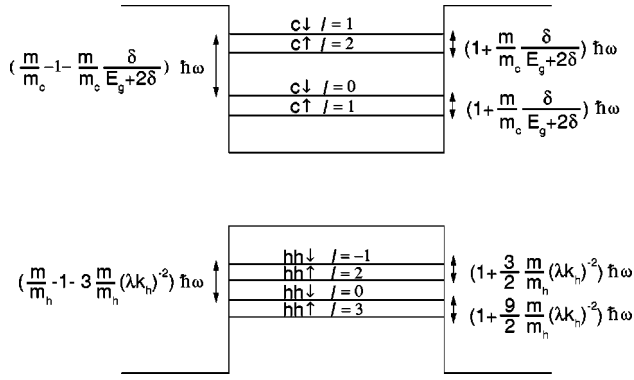 c↓ l = 1
c↑ l = 2
(m/m_c -1- m/m_c δ/E_g+2δ) ħω
(1+ m/m_c δ/E_g+2δ) ħω
c↓ l = 0
c↑ l = 1
(1+ m/m_c δ/E_g+2δ) ħω
hh↓ l = -1
hh↑ l = 2
hh↓ l = 0
hh↑ l = 3
(m/m_h -1- 3 m/m_h (λk_h)^-2) ħω
(1+ 3/2 m/m_h (λk_h)^-2) ħω
(1+ 9/2 m/m_h (λk_h)^-2) ħω